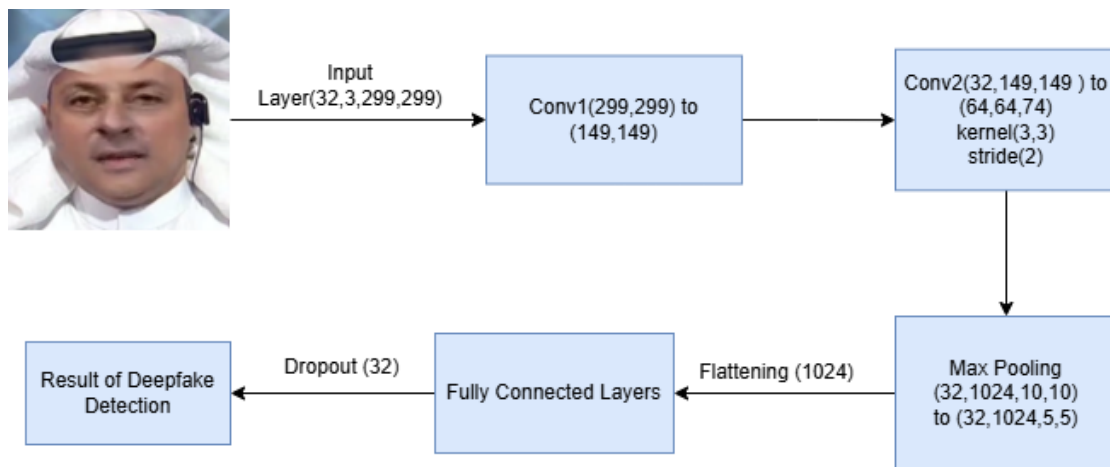 Input
Layer(32,3,299,299)
Conv1(299,299) to
(149,149)
Conv2(32,149,149 ) to
(64,64,74)
kernel(3,3)
stride(2)
Max Pooling
(32,1024,10,10)
to (32,1024,5,5)
Flattening (1024)
Fully Connected Layers
Dropout (32)
Result of Deepfake
Detection